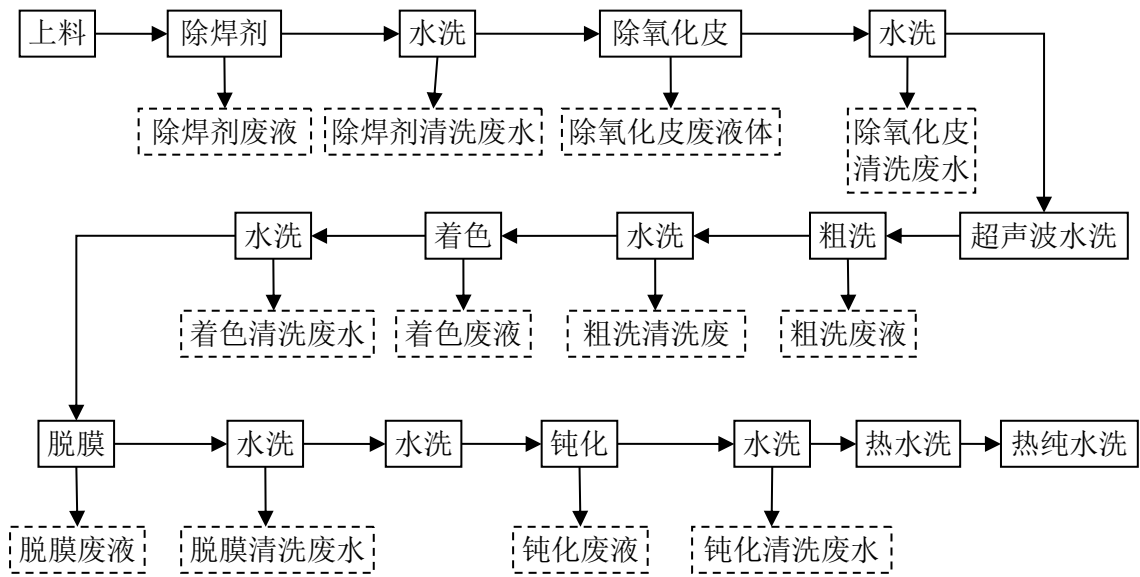 上料
除焊剂
水洗
除氧化皮
水洗
除焊剂废液
除焊剂清洗废水
除氧化皮废液体
除氧化皮
清洗废水
水洗
着色
水洗
粗洗
超声波水洗
着色清洗废水
着色废液
粗洗清洗废
粗洗废液
脱膜
水洗
水洗
钝化
水洗
热水洗
热纯水洗
脱膜废液
脱膜清洗废水
钝化废液
钝化清洗废水